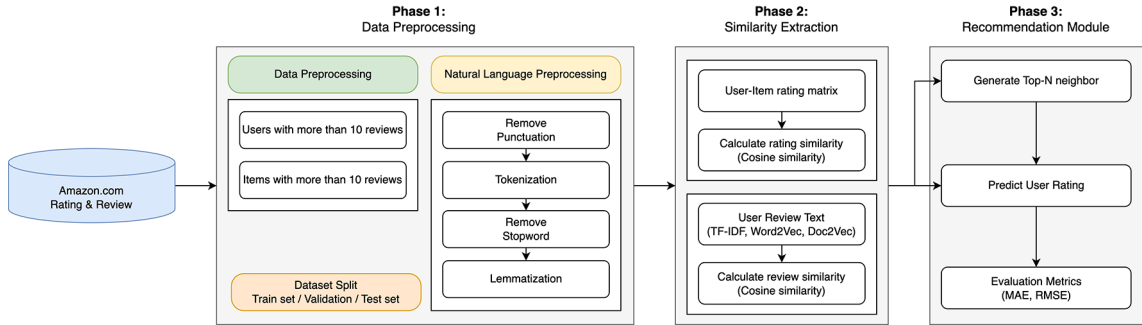 Phase 1:
Data Preprocessing
Phase 2:
Similarity Extraction
Phase 3:
Recommendation Module
Amazon.com
Rating & Review
Data Preprocessing
Users with more than 10 reviews
Items with more than 10 reviews
Dataset Split
Train set / Validation / Test set
Natural Language Preprocessing
Remove
Punctuation
Tokenization
Remove
Stopword
Lemmatization
User-Item rating matrix
Calculate rating similarity
(Cosine similarity)
User Review Text
(TF-IDF, Word2Vec, Doc2Vec)
Calculate review similarity
(Cosine similarity)
Generate Top-N neighbor
Predict User Rating
Evaluation Metrics
(MAE, RMSE)